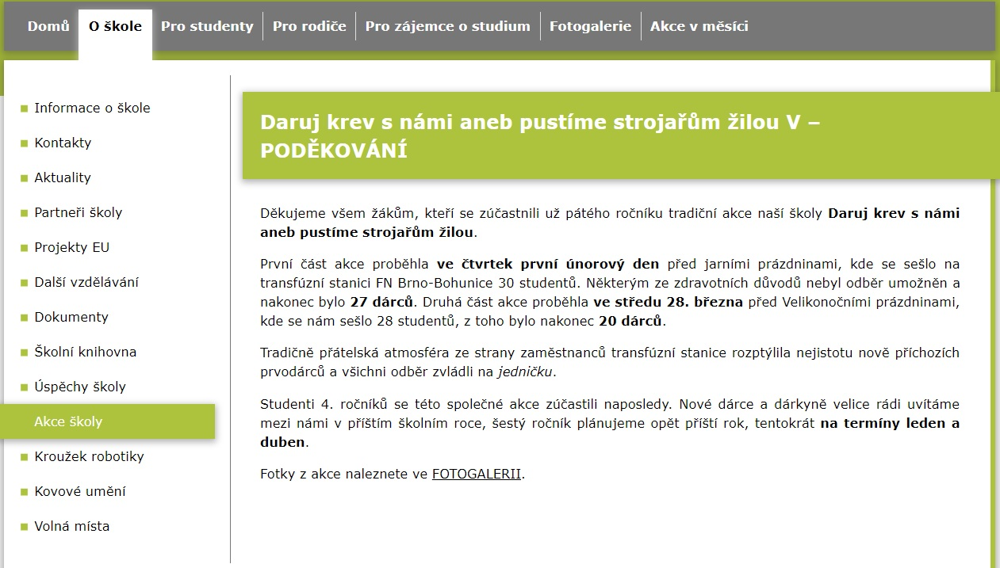 Domů O škole Pro studenty Pro rodiče Pro zájemce o studium Fotogalerie Akce v měsíci
Informace o škole
Kontakty
Aktuality
Partneři školy
Projekty EU
Další vzdělávání
Dokumenty
Školní knihovna
Úspěchy školy
Akce školy
Kroužek robotiky
Kovové umění
Volná místa
Daruj krev s námi aneb pustíme strojařům žilou V –
PODĚKOVÁNÍ
Děkujeme všem žákům, kteří se zúčastnili už pátého ročníku tradiční akce naší školy Daruj krev s námi
aneb pustíme strojařům žilou.
První část akce proběhla ve čtvrtek první únorový den před jarními prázdninami, kde se sešlo na
transfúzní stanici FN Brno-Bohunice 30 studentů. Některým ze zdravotních důvodů nebyl odběr umožněn a
nakonec bylo 27 dárců. Druhá část akce proběhla ve středu 28. března před Velikonočními prázdninami,
kde se nám sešlo 28 studentů, z toho bylo nakonec 20 dárců.
Tradičně přátelská atmosféra ze strany zaměstnanců transfúzní stanice rozptýlila nejistotu nově příchozích
prvodárců a všichni odběr zvládli na jedničku.
Studenti 4. ročníků se této společné akce zúčastili naposledy. Nové dárce a dárkyně velice rádi uvítáme
mezi námi v příštím školním roce, šestý ročník plánujeme opět příští rok, tentokrát na termíny leden a
duben.
Fotky z akce naleznete ve FOTOGALERII.